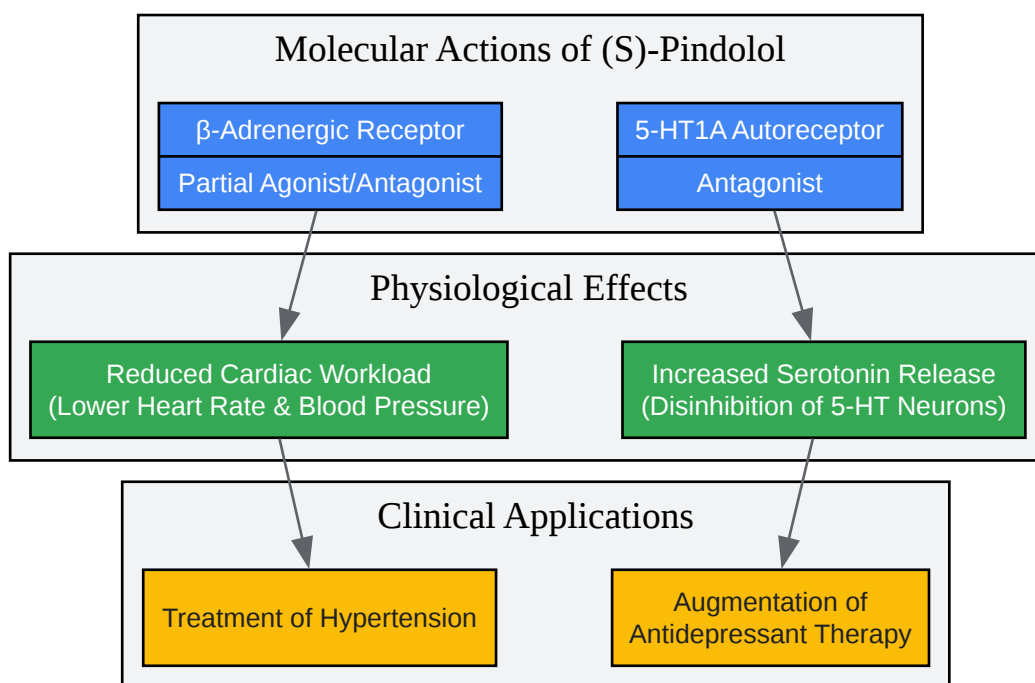 Molecular Actions of (S)-Pindolol
β-Adrenergic Receptor
Partial Agonist/Antagonist
5-HT1A Autoreceptor
Antagonist
Physiological Effects
Reduced Cardiac Workload
(Lower Heart Rate & Blood Pressure)
Increased Serotonin Release
(Disinhibition of 5-HT Neurons)
Clinical Applications
Treatment of Hypertension
Augmentation of
Antidepressant Therapy